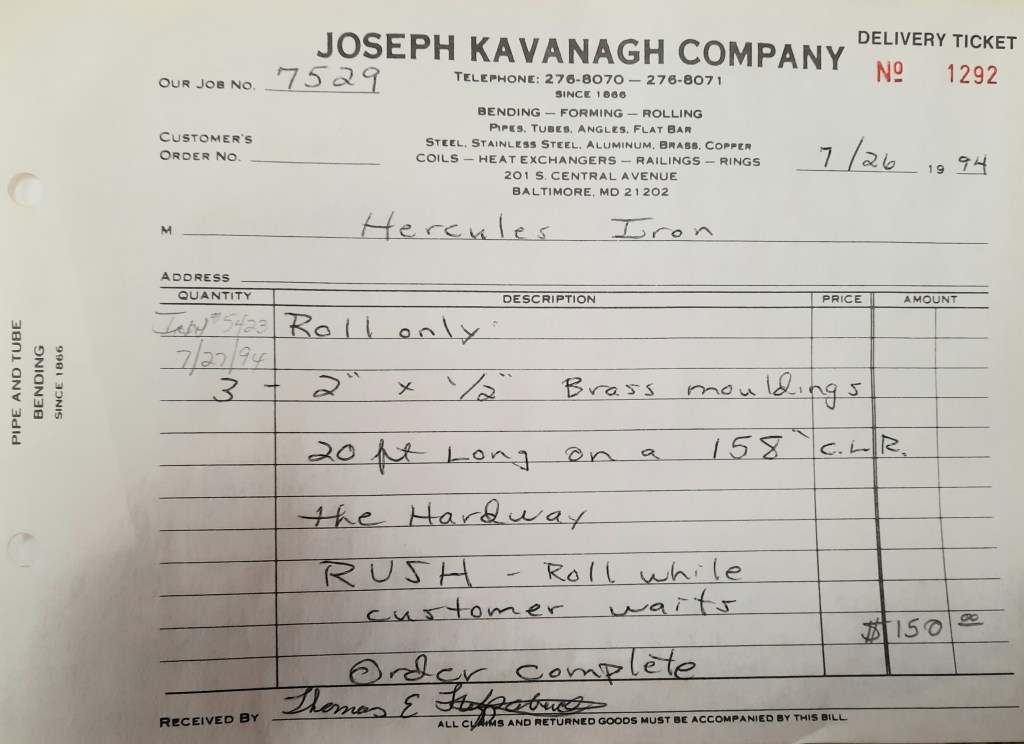 JOSEPH KAVANAGH COMPANY
DELIVERY TICKET
Nº 1292
OUR JOB NO. 7529
TELEPHONE: 276-8070 — 276-8071
SINCE 1866
BENDING — FORMING — ROLLING
PIPES, TUBES, ANGLES, FLAT BAR
STEEL, STAINLESS STEEL, ALUMINUM, BRASS, COPPER
COILS — HEAT EXCHANGERS — RAILINGS — RINGS
201 S. CENTRAL AVENUE
BALTIMORE, MD 21202
CUSTOMER'S
ORDER NO.
7/26 19 94
M Hercules Iron
ADDRESS
QUANTITY DESCRIPTION PRICE AMOUNT
#5423 Roll only:
7/27/94
3 - 2" x 1/2" Brass mouldings
20 ft Long on a 158" C.L.R.
the Hardway
RUSH - Roll while
customer waits
$150 00
Order complete
RECEIVED BY Thomas E
ALL CLAIMS AND RETURNED GOODS MUST BE ACCOMPANIED BY THIS BILL.
PIPE AND TUBE
BENDING
SINCE 1866